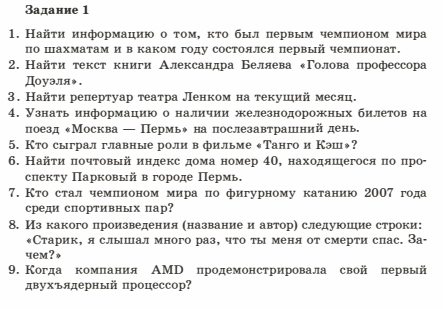 Задание 1
1. Найти информацию о том, кто был первым чемпионом мира
по шахматам и в каком году состоялся первый чемпионат.
2. Найти текст книги Александра Беляева «Голова профессора
Доуэля».
3. Найти репертуар театра Ленком на текущий месяц.
4. Узнать информацию о наличии железнодорожных билетов на
поезд «Москва — Пермь» на послезавтрашний день.
5. Кто сыграл главные роли в фильме «Танго и Кэш»?
6. Найти почтовый индекс дома номер 40, находящегося по про-
спекту Парковый в городе Пермь.
7. Кто стал чемпионом мира по фигурному катанию 2007 года
среди спортивных пар?
8. Из какого произведения (название и автор) следующие строки:
«Старик, я слышал много раз, что ты меня от смерти спас. За-
чем?»
9. Когда компания AMD продемонстрировала свой первый
двухъядерный процессор?